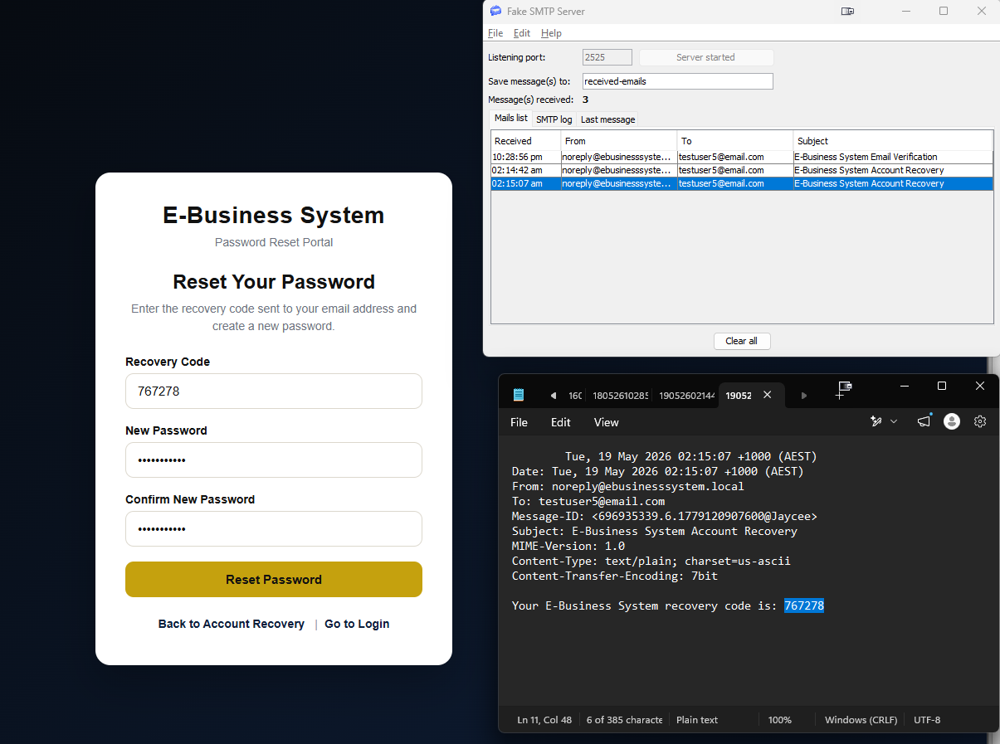 E-Business System
Password Reset Portal
Reset Your Password
Enter the recovery code sent to your email address and
create a new password.
Recovery Code
767278
New Password
•••••••••••
Confirm New Password
•••••••••••
Reset Password
Back to Account Recovery | Go to Login
Fake SMTP Server
File Edit Help
Listening port: 2525 Server started
Save message(s) to: received-emails
Message(s) received: 3
Mails list SMTP log Last message
Received From To Subject
10:28:56 pm noreply@ebusinesssyste... testuser5@email.com E-Business System Email Verification
02:14:42 am noreply@ebusinesssyste... testuser5@email.com E-Business System Account Recovery
02:15:07 am noreply@ebusinesssyste... testuser5@email.com E-Business System Account Recovery
Clear all
160 18052610285 19052602144 19052
File Edit View
Tue, 19 May 2026 02:15:07 +1000 (AEST)
Date: Tue, 19 May 2026 02:15:07 +1000 (AEST)
From: noreply@ebusinesssystem.local
To: testuser5@email.com
Message-ID: <696935339.6.1779120907600@Jaycee>
Subject: E-Business System Account Recovery
MIME-Version: 1.0
Content-Type: text/plain; charset=us-ascii
Content-Transfer-Encoding: 7bit
Your E-Business System recovery code is: 767278
Ln 11, Col 48 6 of 385 characte Plain text 100% Windows (CRLF) UTF-8